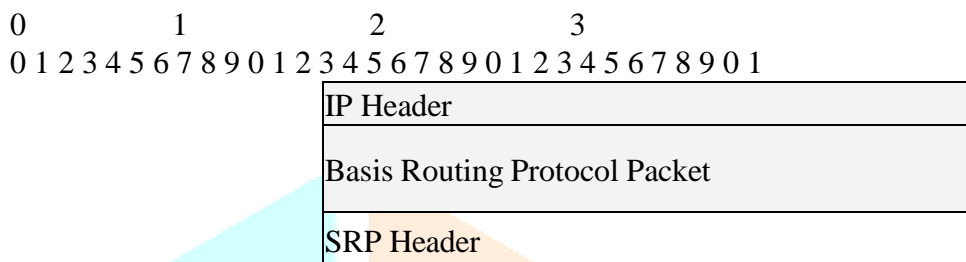 0 1 2 3
0 1 2 3 4 5 6 7 8 9 0 1 2 3 4 5 6 7 8 9 0 1 2 3 4 5 6 7 8 9 0 1
IP Header
Basis Routing Protocol Packet
SRP Header